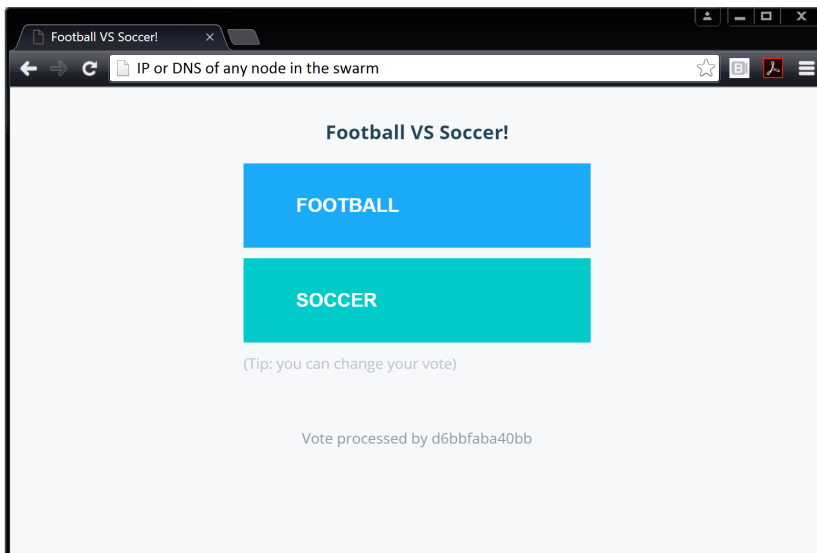 Football VS Soccer!
IP or DNS of any node in the swarm
Football VS Soccer!
FOOTBALL
SOCCER
(Tip: you can change your vote)
Vote processed by d6bbfaba40bb